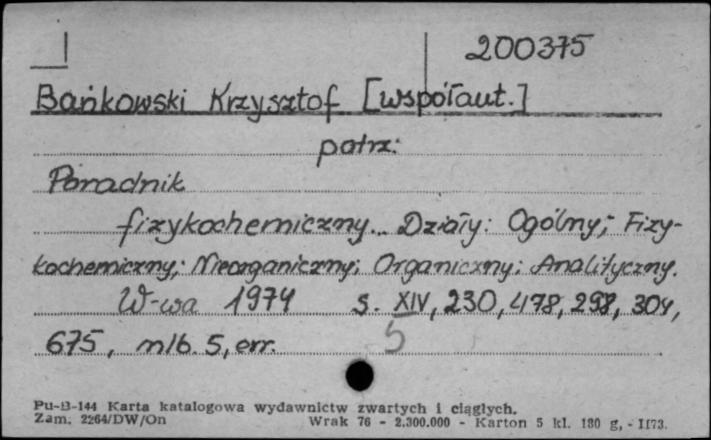 200375
Bańkowski Krzysztof [współaut.]
patrz:
Poradnik
fizykochemiczny... Działy: Ogólny; Fizy-
kochemiczny; Nieorganiczny; Organiczny; Analityczny.
W-wa 1974 s. XIV, 230, 478, 298, 304,
675, nlb. 5, err. 5
Pu-B-144 Karta katalogowa wydawnictw zwartych i ciągłych.
Zam. 2264/DW/On Wrak 76 - 2.300.000 - Karton 5 kl. 180 g, - II73.